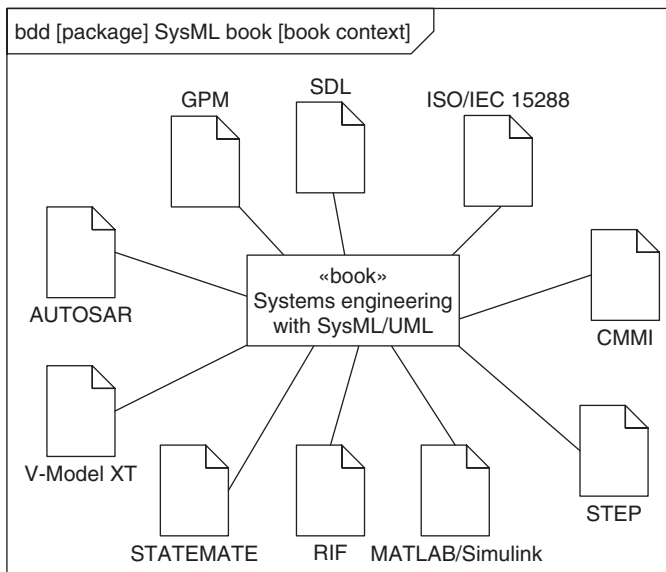 bdd [package] SysML book [book context]
SDL
GPM
ISO/IEC 15288
«book»
Systems engineering
with SysML/UML
AUTOSAR
CMMI
V-Model XT
STEP
STATEMATE
RIF
MATLAB/Simulink